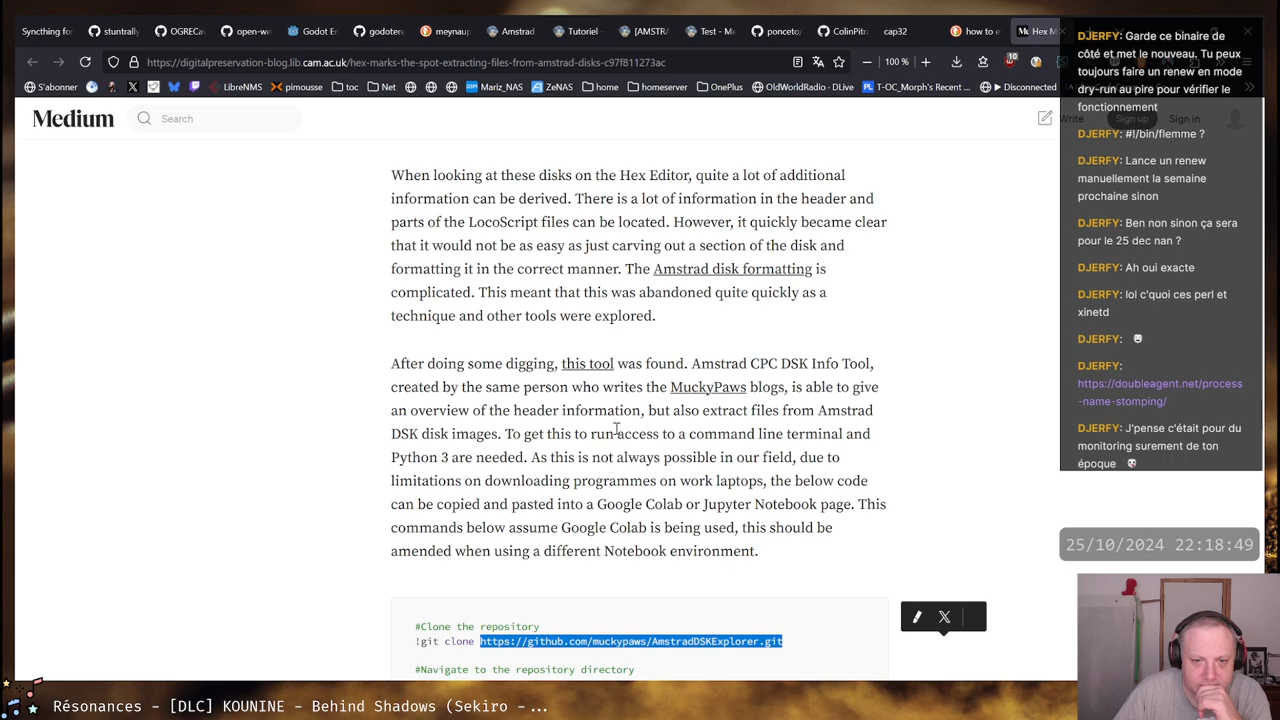 Syncthing fo
stuntrally
OGRECav
open-we
Godot En
godoten
meynaup
Amstrad
Tutoriel -
[AMSTRA
Test - Me
ponceto/
ColinPitr
cap32
how to e
Hex M
https://digitalpreservation-blog.lib.cam.ac.uk/hex-marks-the-spot-extracting-files-from-amstrad-disks-c97f811273ac
100 %
10
S'abonner
LibreNMS
pimousse
toc
Net
Mariz_NAS
ZeNAS
home
homeserver
OnePlus
OldWorldRadio - DLive
T-OC_Morph's Recent ...
Disconnected
Medium
Search
Write
Sign up
Sign in
When looking at these disks on the Hex Editor, quite a lot of additional
information can be derived. There is a lot of information in the header and
parts of the LocoScript files can be located. However, it quickly became clear
that it would not be as easy as just carving out a section of the disk and
formatting it in the correct manner. The Amstrad disk formatting is
complicated. This meant that this was abandoned quite quickly as a
technique and other tools were explored.
After doing some digging, this tool was found. Amstrad CPC DSK Info Tool,
created by the same person who writes the MuckyPaws blogs, is able to give
an overview of the header information, but also extract files from Amstrad
DSK disk images. To get this to run access to a command line terminal and
Python 3 are needed. As this is not always possible in our field, due to
limitations on downloading programmes on work laptops, the below code
can be copied and pasted into a Google Colab or Jupyter Notebook page. This
commands below assume Google Colab is being used, this should be
amended when using a different Notebook environment.
#Clone the repository
!git clone https://github.com/muckypaws/AmstradDSKExplorer.git
#Navigate to the repository directory
DJERFY: Garde ce binaire de
côté et met le nouveau. Tu peux
toujours faire un renew en mode
dry-run au pire pour vérifier le
fonctionnement
DJERFY: #!/bin/flemme ?
DJERFY: Lance un renew
manuellement la semaine
prochaine sinon
DJERFY: Ben non sinon ça sera
pour le 25 dec nan ?
DJERFY: Ah oui exacte
DJERFY: lol c'quoi ces perl et
xinetd
DJERFY:
DJERFY:
https://doubleagent.net/process
-name-stomping/
DJERFY: J'pense c'était pour du
monitoring surement de ton
époque
25/10/2024 22:18:49
Résonances - [DLC] KOUNINE - Behind Shadows (Sekiro -...